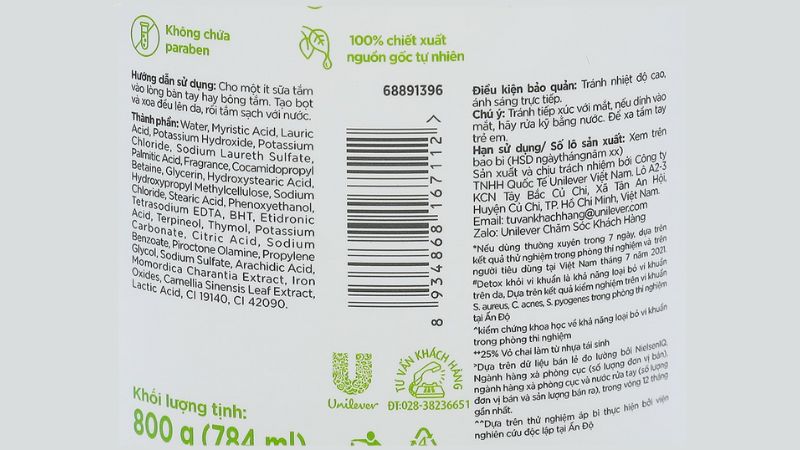 Không chứa
paraben
100% chiết xuất
nguồn gốc tự nhiên
Hướng dẫn sử dụng: Cho một ít sữa tắm
vào lòng bàn tay hay bông tắm. Tạo bọt
và xoa đều lên da, rồi tắm sạch với nước.
Thành phần: Water, Myristic Acid, Lauric
Acid, Potassium Hydroxide, Potassium
Chloride, Sodium Laureth Sulfate,
Palmitic Acid, Fragrance, Cocamidopropyl
Betaine, Glycerin, Hydroxystearic Acid,
Hydroxypropyl Methylcellulose, Sodium
Chloride, Stearic Acid, Phenoxyethanol,
Tetrasodium EDTA, BHT, Etidronic
Acid, Terpineol, Thymol, Potassium
Carbonate, Citric Acid, Sodium
Benzoate, Piroctone Olamine, Propylene
Glycol, Sodium Sulfate, Arachidic Acid,
Momordica Charantia Extract, Iron
Oxides, Camellia Sinensis Leaf Extract,
Lactic Acid, CI 19140, CI 42090.
Khối lượng tịnh:
800 g (784 ml)
68891396
8 934868 167112 >
Unilever
TƯ VẤN KHÁCH HÀNG
ĐT:028-38236651
Điều kiện bảo quản: Tránh nhiệt độ cao,
ánh sáng trực tiếp.
Chú ý: Tránh tiếp xúc với mắt, nếu dính vào
mắt, hãy rửa kỹ bằng nước. Để xa tầm tay
trẻ em.
Hạn sử dụng/ Số lô sản xuất: Xem trên
bao bì (HSD ngàythángnăm xx)
Sản xuất và chịu trách nhiệm bởi Công ty
TNHH Quốc Tế Unilever Việt Nam. Lô A2-3
KCN Tây Bắc Củ Chi, Xã Tân An Hội,
Huyện Củ Chi, TP. Hồ Chí Minh, Việt Nam.
Email: tuvankhachhang@unilever.com
Zalo: Unilever Chăm Sóc Khách Hàng
*Nếu dùng thường xuyên trong 7 ngày, dựa trên
kết quả thử nghiệm trong phòng thí nghiệm và trên
người tiêu dùng tại Việt Nam tháng 7 năm 2021.
#Detox khỏi vi khuẩn là khả năng loại bỏ vi khuẩn
trên da, Dựa trên kết quả kiểm nghiệm trên vi khuẩn
S. aureus, C. acnes, S. pyogenes trong phòng thí nghiệm
tại Ấn Độ
^kiểm chứng khoa học về khả năng loại bỏ vi khuẩn
trong phòng thí nghiệm
**25% Vỏ chai làm từ nhựa tái sinh
>Dựa trên dữ liệu bán lẻ đo lường bởi NielsenIQ,
Ngành hàng xà phòng cục (số lượng đơn vị bán),
ngành hàng xà phòng cục và nước rửa tay (số lượng
đơn vị bán và sản lượng bán ra), trong vòng 12 tháng
gần nhất.
^^Dựa trên thử nghiệm áp bì thực hiện bởi viện
nghiên cứu độc lập tại Ấn Độ